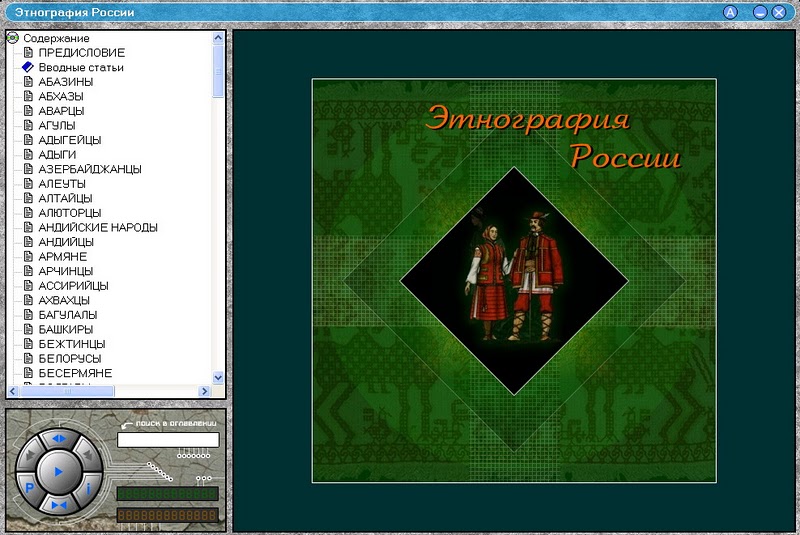 Этнография России
A
Содержание
ПРЕДИСЛОВИЕ
Вводные статьи
АБАЗИНЫ
АБХАЗЫ
АВАРЦЫ
АГУЛЫ
АДЫГЕЙЦЫ
АДЫГИ
АЗЕРБАЙДЖАНЦЫ
АЛЕУТЫ
АЛТАЙЦЫ
АЛЮТОРЦЫ
АНДИЙСКИЕ НАРОДЫ
АНДИЙЦЫ
АРМЯНЕ
АРЧИНЦЫ
АССИРИЙЦЫ
АХВАХЦЫ
БАГУЛАЛЫ
БАШКИРЫ
БЕЖТИНЦЫ
БЕЛОРУСЫ
БЕСЕРМЯНЕ
поиск в оглавлении
P
i
Этнография
России